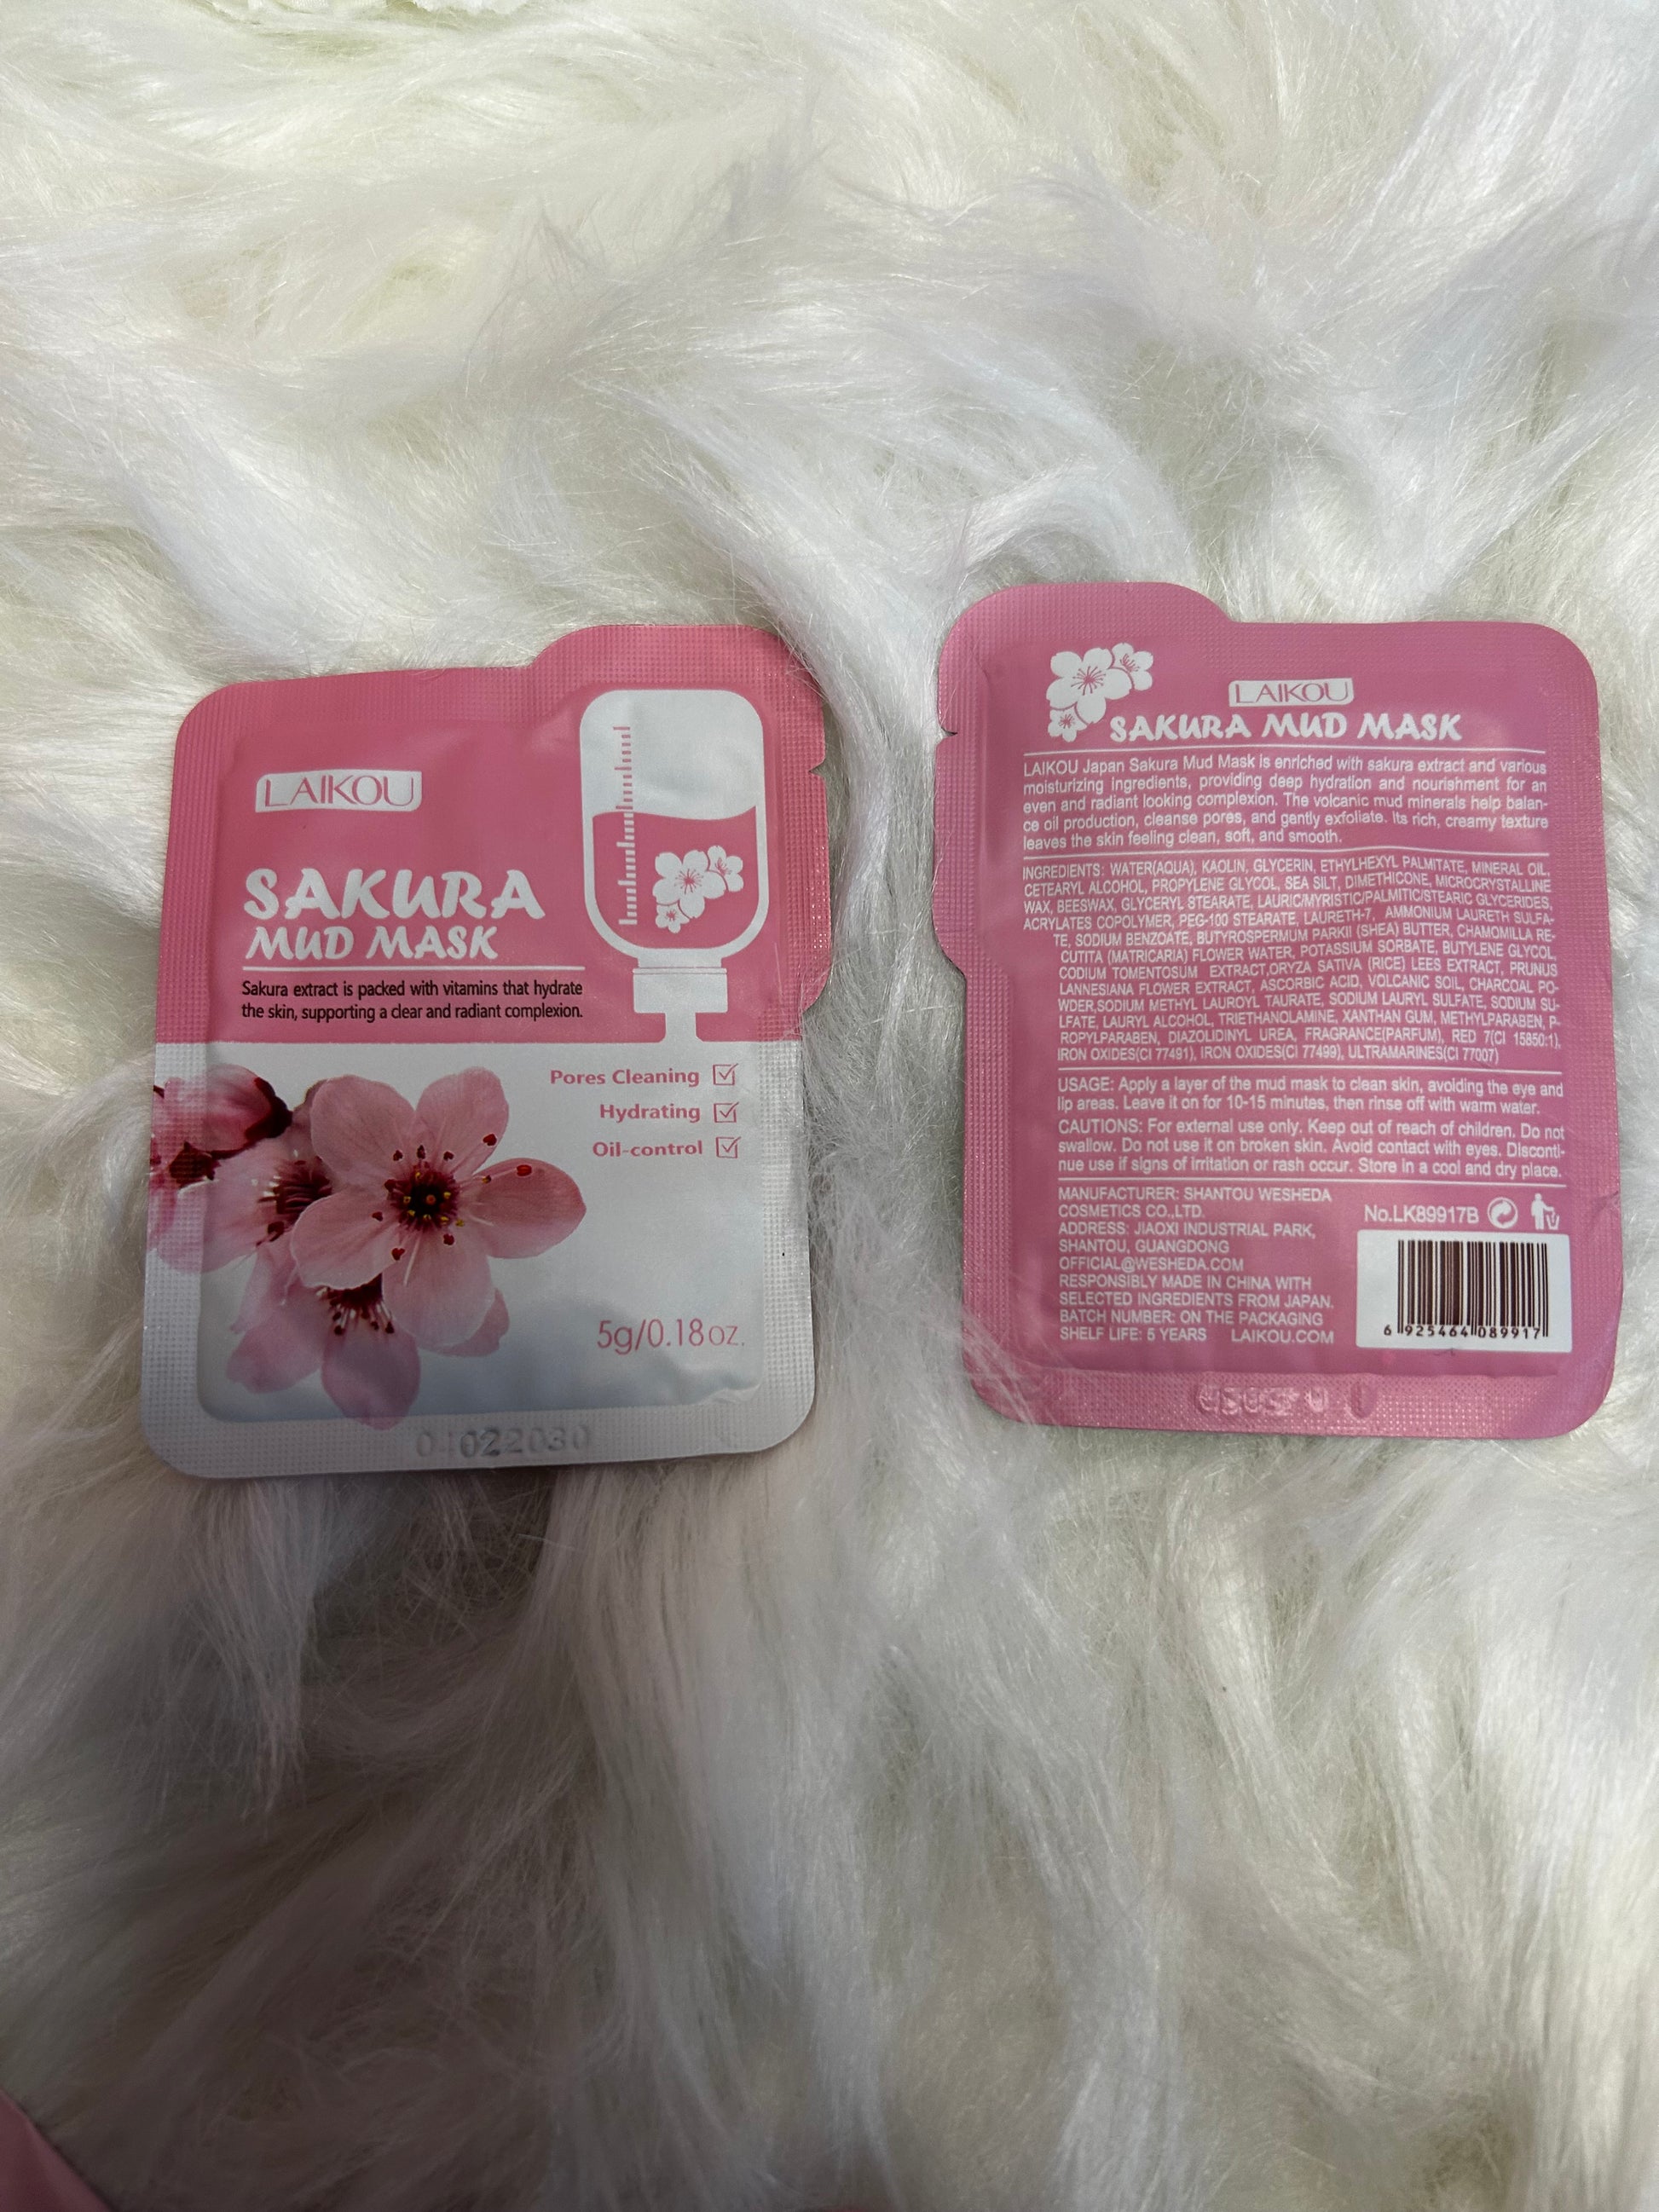 LAIKOU
SAKURA
MUD MASK
Sakura extract is packed with vitamins that hydrate
the skin, supporting a clear and radiant complexion.
Pores Cleaning
Hydrating
Oil-control
5g/0.18oz.
022030
LAIKOU
SAKURA MUD MASK
LAIKOU Japan Sakura Mud Mask is enriched with sakura extract and various
moisturizing ingredients, providing deep hydration and nourishment for an
even and radiant looking complexion. The volcanic mud minerals help balan-
ce oil production, cleanse pores, and gently exfoliate. Its rich, creamy texture
leaves the skin feeling clean, soft, and smooth.
INGREDIENTS: WATER(AQUA), KAOLIN, GLYCERIN, ETHYLHEXYL PALMITATE, MINERAL OIL,
CETEARYL ALCOHOL, PROPYLENE GLYCOL, SEA SILT, DIMETHICONE, MICROCRYSTALLINE
WAX, BEESWAX, GLYCERYL STEARATE, LAURIC/MYRISTIC/PALMITIC/STEARIC GLYCERIDES,
ACRYLATES COPOLYMER, PEG-100 STEARATE, LAURETH-7, AMMONIUM LAURETH SULFA-
TE, SODIUM BENZOATE, BUTYROSPERMUM PARKII (SHEA) BUTTER, CHAMOMILLA RE-
CUTITA (MATRICARIA) FLOWER WATER, POTASSIUM SORBATE, BUTYLENE GLYCOL,
CODIUM TOMENTOSUM EXTRACT,ORYZA SATIVA (RICE) LEES EXTRACT, PRUNUS
LANNESIANA FLOWER EXTRACT, ASCORBIC ACID, VOLCANIC SOIL, CHARCOAL PO-
WDER,SODIUM METHYL LAUROYL TAURATE, SODIUM LAURYL SULFATE, SODIUM SU-
LFATE, LAURYL ALCOHOL, TRIETHANOLAMINE, XANTHAN GUM, METHYLPARABEN, P-
ROPYLPARABEN, DIAZOLIDINYL UREA, FRAGRANCE(PARFUM), RED 7(CI 15850:1),
IRON OXIDES(CI 77491), IRON OXIDES(CI 77499), ULTRAMARINES(CI 77007)
USAGE: Apply a layer of the mud mask to clean skin, avoiding the eye and
lip areas. Leave it on for 10-15 minutes, then rinse off with warm water.
CAUTIONS: For external use only. Keep out of reach of children. Do not
swallow. Do not use it on broken skin. Avoid contact with eyes. Disconti-
nue use if signs of irritation or rash occur. Store in a cool and dry place.
MANUFACTURER: SHANTOU WESHEDA
COSMETICS CO.,LTD.
ADDRESS: JIAOXI INDUSTRIAL PARK,
SHANTOU, GUANGDONG
OFFICIAL@WESHEDA.COM
RESPONSIBLY MADE IN CHINA WITH
SELECTED INGREDIENTS FROM JAPAN.
BATCH NUMBER: ON THE PACKAGING
SHELF LIFE: 5 YEARS LAIKOU.COM
No.LK89917B
6 925464 089917